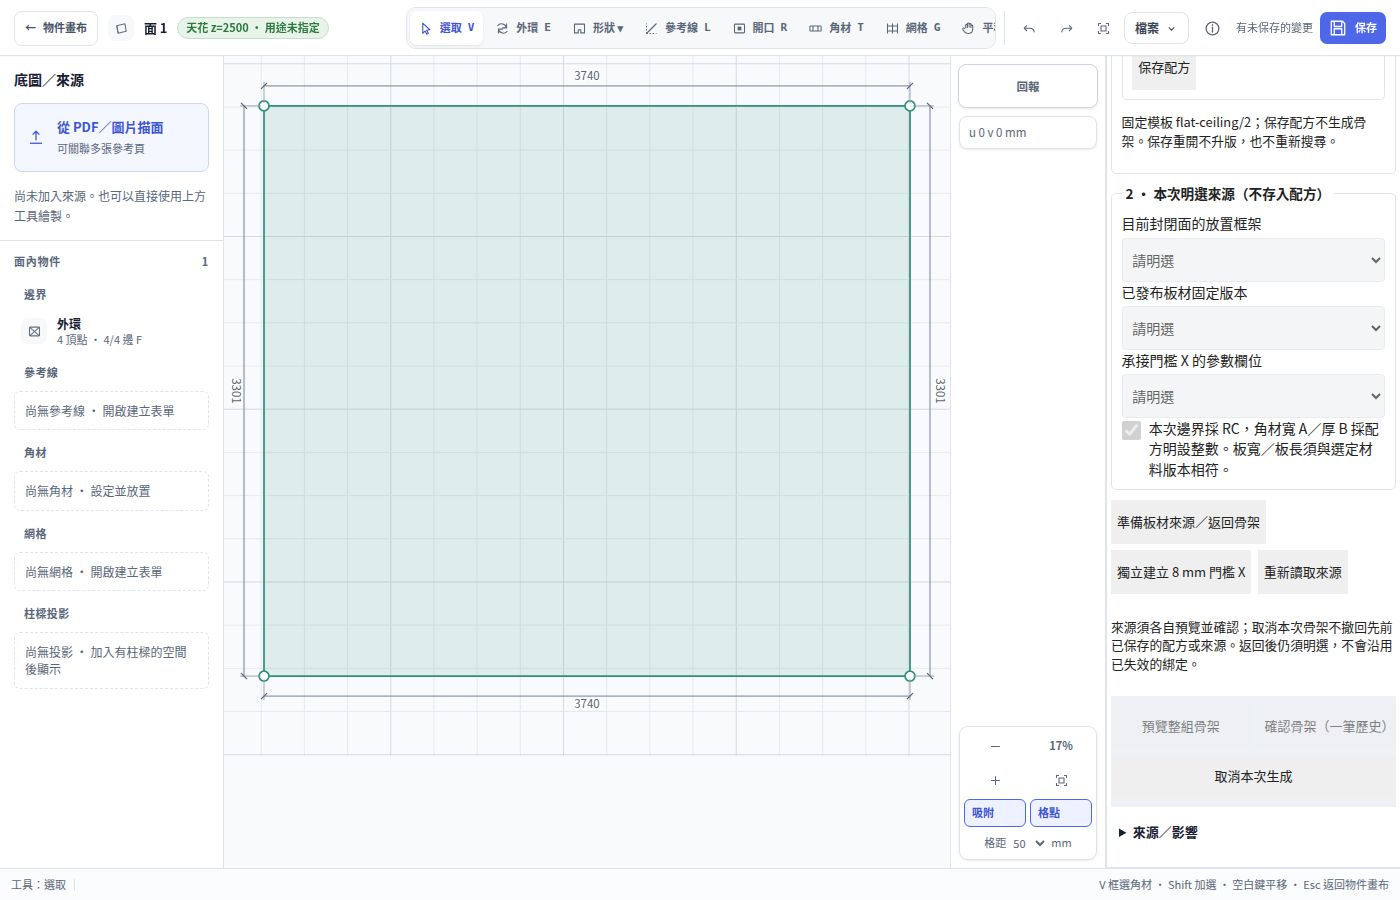 ← 物件畫布
面 1
天花 z=2500 · 用途未指定
選取 V
外環 E
形狀▾
參考線 L
開口 R
角材 T
網格 G
檔案
有未保存的變更
保存
底圖／來源
從 PDF／圖片描面
可關聯多張參考頁
尚未加入來源。也可以直接使用上方
工具繪製。
面內物件
1
邊界
外環
4 頂點 · 4/4 邊 F
參考線
尚無參考線 · 開啟建立表單
角材
尚無角材 · 設定並放置
網格
尚無網格 · 開啟建立表單
柱樑投影
尚無投影 · 加入有柱樑的空間
後顯示
3740
3301
3301
3740
回報
u 0 v 0 mm
17%
吸附
格點
格距 50 mm
保存配方
固定模板 flat-ceiling/2；保存配方不生成骨
架。保存重開不升版，也不重新搜尋。
2 · 本次明選來源（不存入配方）
目前封閉面的放置框架
請明選
已發布板材固定版本
請明選
承接門檻 X 的參數欄位
請明選
本次邊界採 RC，角材寬 A／厚 B 採配
方明設整數。板寬／板長須與選定材
料版本相符。
準備板材來源／返回骨架
獨立建立 8 mm 門檻 X
重新讀取來源
來源須各自預覽並確認；取消本次骨架不撤回先前
已保存的配方或來源。返回後仍須明選，不會沿用
已失效的綁定。
預覽整組骨架
確認骨架（一筆歷史）
取消本次生成
▶ 來源／影響
工具：選取
V 框選角材 · Shift 加選 · 空白鍵平移 · Esc 返回物件畫布